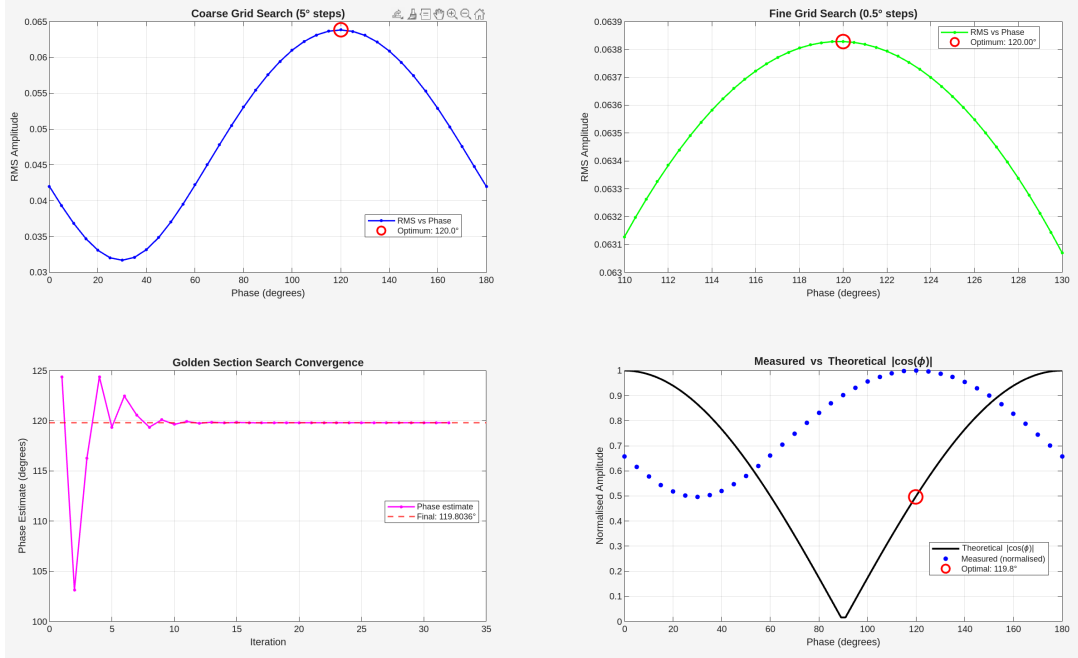 Coarse Grid Search (5° steps)
0.065
0.06
0.055
0.05
0.045
0.04
0.035
0.03
RMS Amplitude
RMS vs Phase
Optimum: 120.0°
0 20 40 60 80 100 120 140 160 180
Phase (degrees)
Fine Grid Search (0.5° steps)
0.0639
0.0638
0.0637
0.0636
0.0635
0.0634
0.0633
0.0632
0.0631
0.063
RMS Amplitude
RMS vs Phase
Optimum: 120.00°
110 112 114 116 118 120 122 124 126 128 130
Phase (degrees)
Golden Section Search Convergence
125
120
115
110
105
100
Phase Estimate (degrees)
Phase estimate
Final: 119.8036°
0 5 10 15 20 25 30 35
Iteration
Measured vs Theoretical |cos(ϕ)|
1
0.9
0.8
0.7
0.6
0.5
0.4
0.3
0.2
0.1
0
Normalised Amplitude
Theoretical |cos(ϕ)|
Measured (normalised)
Optimal: 119.8°
0 20 40 60 80 100 120 140 160 180
Phase (degrees)